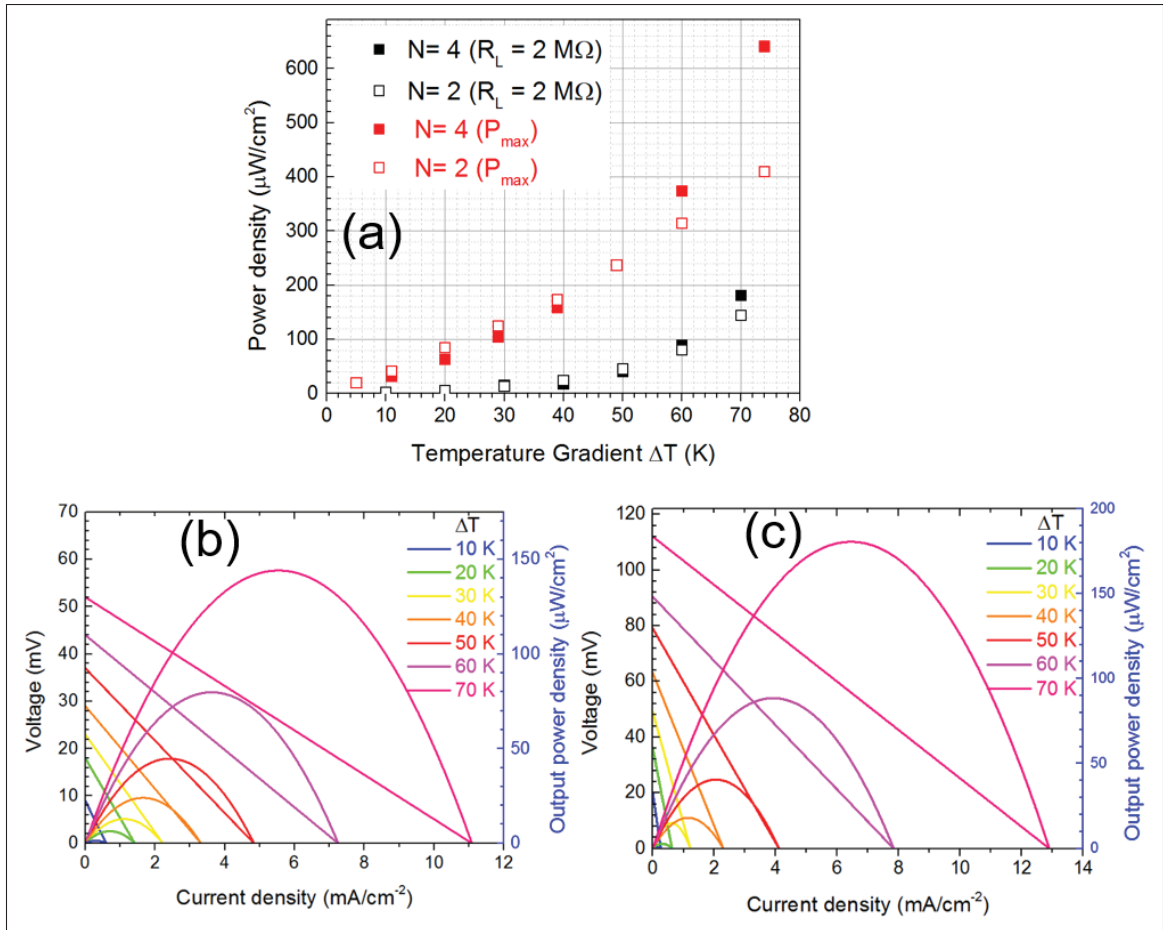 N= 4 (R_L = 2 MΩ)
N= 2 (R_L = 2 MΩ)
N= 4 (P_max)
N= 2 (P_max)
(a)
Power density (μW/cm²)
600
500
400
300
200
100
0
0 10 20 30 40 50 60 70 80
Temperature Gradient ΔT (K)
(b)
Voltage (mV)
70
60
50
40
30
20
10
0
ΔT
10 K
20 K
30 K
40 K
50 K
60 K
70 K
150
100
50
0
Output power density (μW/cm²)
0 2 4 6 8 10 12
Current density (mA/cm⁻²)
(c)
Voltage (mV)
120
100
80
60
40
20
0
ΔT
10 K
20 K
30 K
40 K
50 K
60 K
70 K
200
150
100
50
0
Output power density (μW/cm²)
0 2 4 6 8 10 12 14
Current density (mA/cm⁻²)